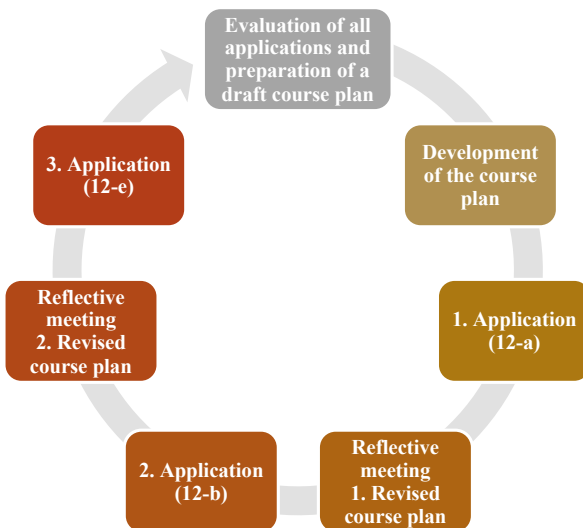 Evaluation of all
applications and
preparation of a
draft course plan
Development
of the course
plan
1. Application
(12-a)
Reflective
meeting
1. Revised
course plan
2. Application
(12-b)
Reflective
meeting
2. Revised
course plan
3. Application
(12-e)